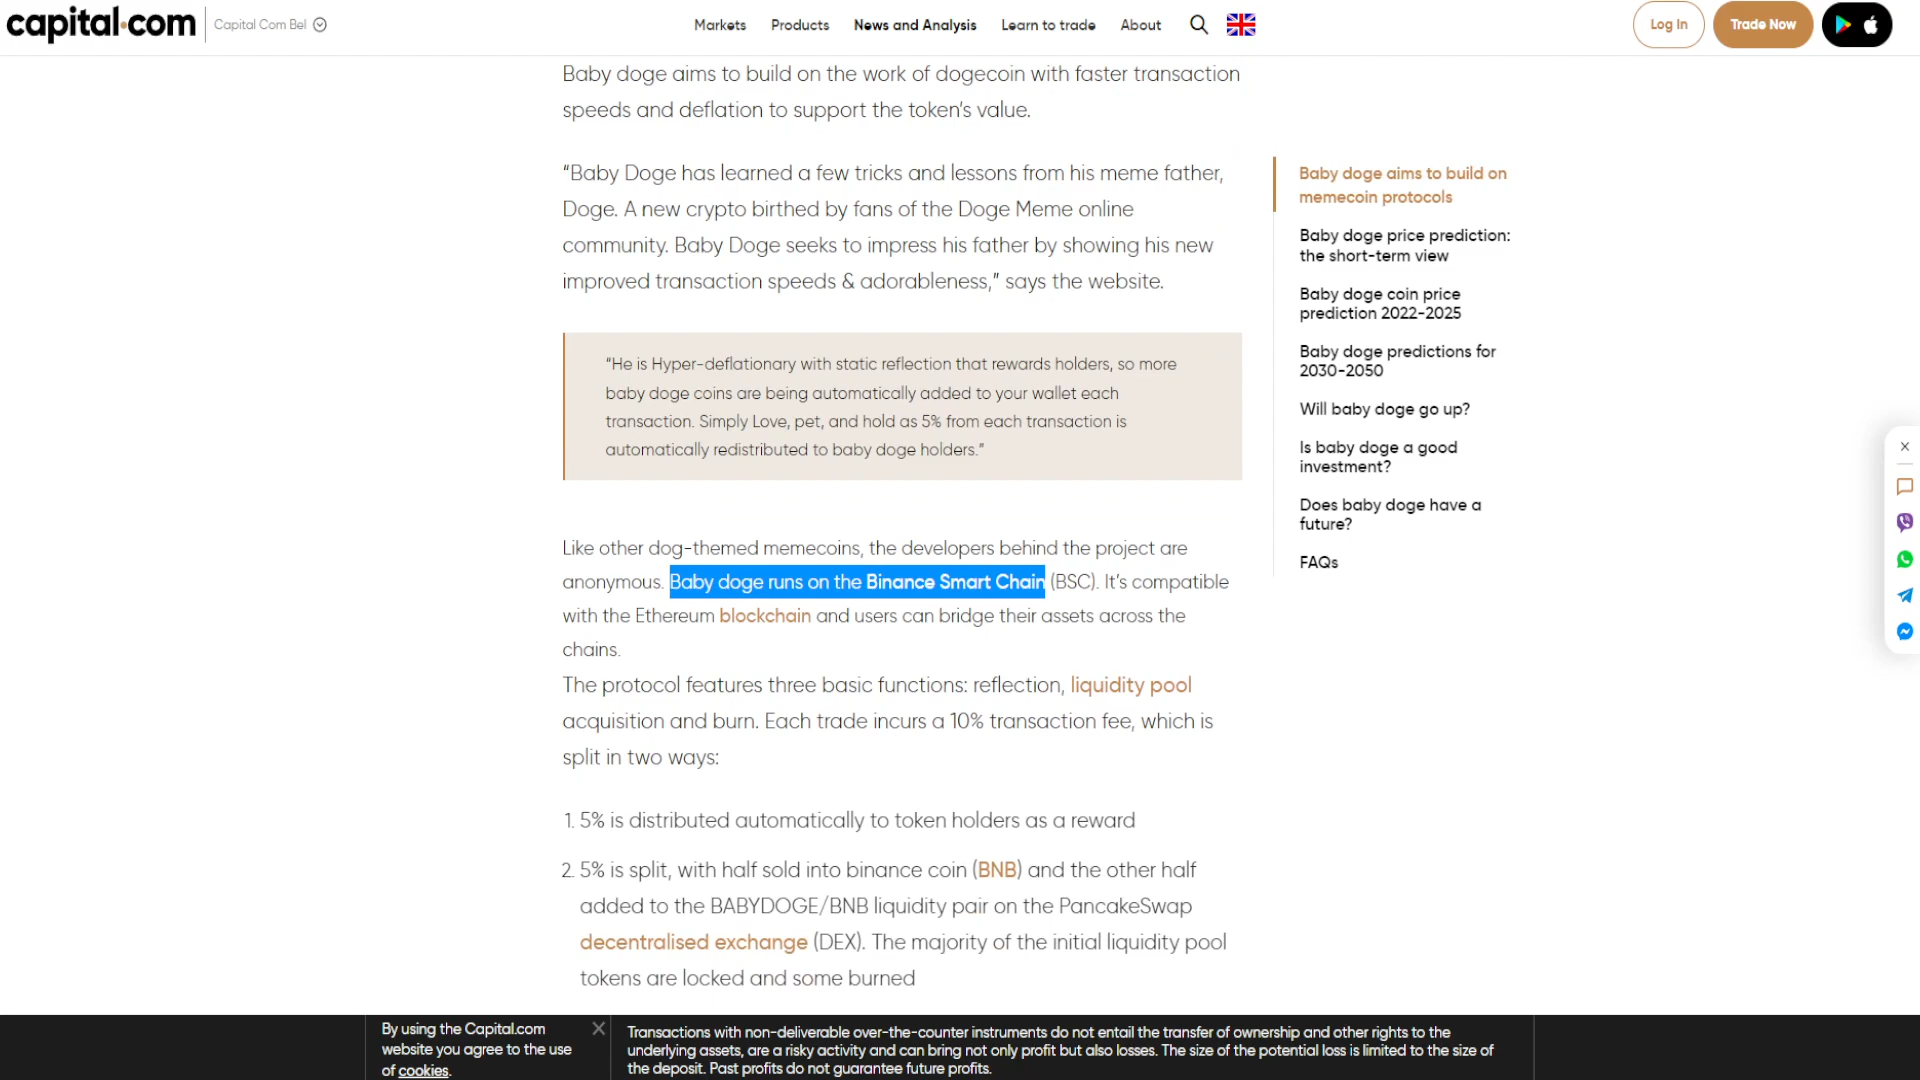 capital.com
Capital Com Bel
Markets
Products
News and Analysis
Learn to trade
About
Log In
Trade Now
Baby doge aims to build on the work of dogecoin with faster transaction
speeds and deflation to support the token's value.
“Baby Doge has learned a few tricks and lessons from his meme father,
Doge. A new crypto birthed by fans of the Doge Meme online
community. Baby Doge seeks to impress his father by showing his new
improved transaction speeds & adorableness,” says the website.
“He is Hyper-deflationary with static reflection that rewards holders, so more
baby doge coins are being automatically added to your wallet each
transaction. Simply Love, pet, and hold as 5% from each transaction is
automatically redistributed to baby doge holders.”
Like other dog-themed memecoins, the developers behind the project are
anonymous. Baby doge runs on the Binance Smart Chain (BSC). It's compatible
with the Ethereum blockchain and users can bridge their assets across the
chains.
The protocol features three basic functions: reflection, liquidity pool
acquisition and burn. Each trade incurs a 10% transaction fee, which is
split in two ways:
1. 5% is distributed automatically to token holders as a reward
2. 5% is split, with half sold into binance coin (BNB) and the other half
added to the BABYDOGE/BNB liquidity pair on the PancakeSwap
decentralised exchange (DEX). The majority of the initial liquidity pool
tokens are locked and some burned
Baby doge aims to build on
memecoin protocols
Baby doge price prediction:
the short-term view
Baby doge coin price
prediction 2022-2025
Baby doge predictions for
2030-2050
Will baby doge go up?
Is baby doge a good
investment?
Does baby doge have a
future?
FAQs
By using the Capital.com
website you agree to the use
of cookies.
Transactions with non-deliverable over-the-counter instruments do not entail the transfer of ownership and other rights to the
underlying assets, are a risky activity and can bring not only profit but also losses. The size of the potential loss is limited to the size of
the deposit. Past profits do not guarantee future profits.